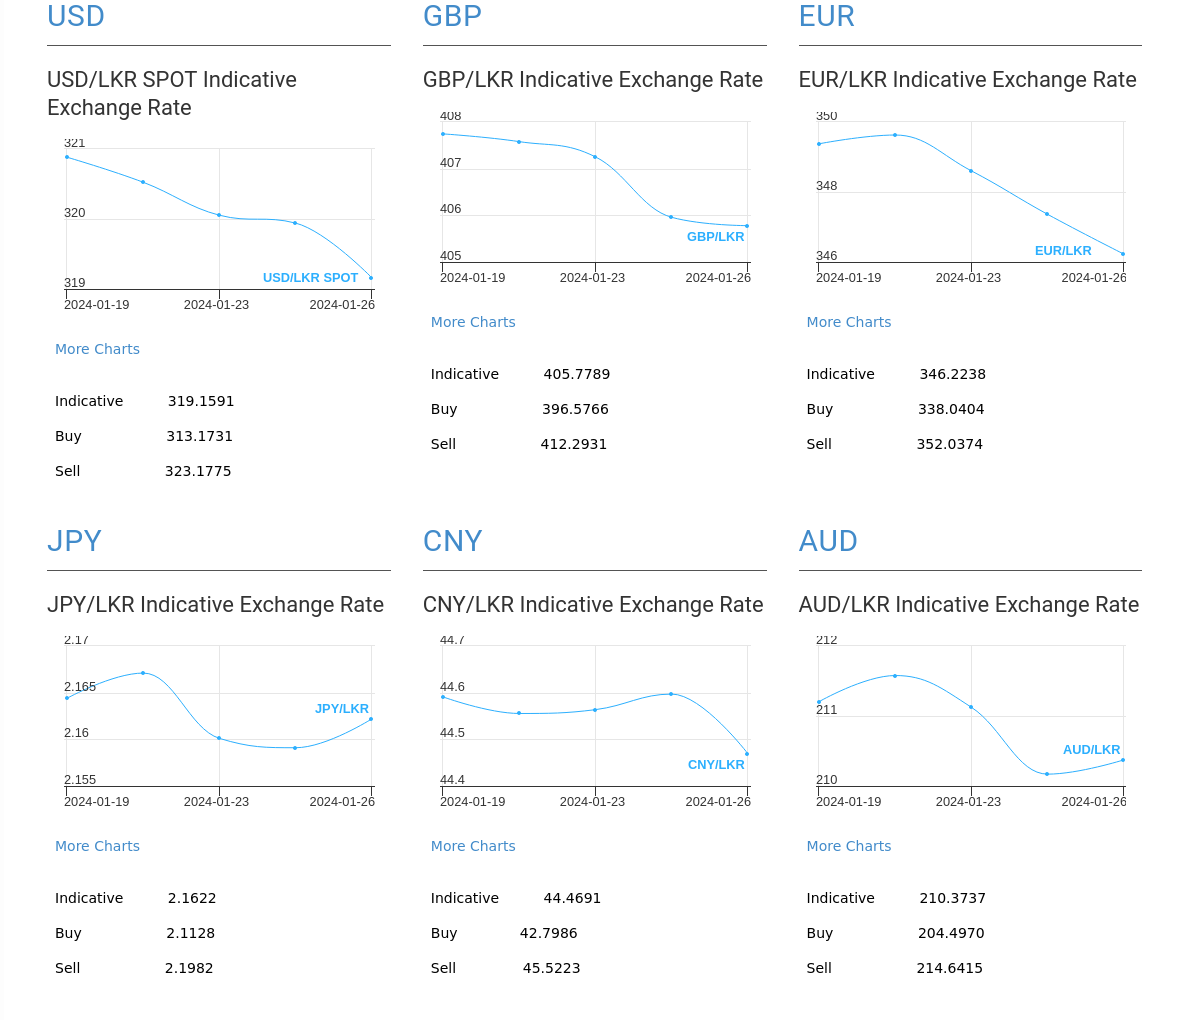 USD
USD/LKR SPOT Indicative
Exchange Rate
321
320
319
USD/LKR SPOT
2024-01-19 2024-01-23 2024-01-26
More Charts
Indicative 319.1591
Buy 313.1731
Sell 323.1775
GBP
GBP/LKR Indicative Exchange Rate
408
407
406
GBP/LKR
405
2024-01-19 2024-01-23 2024-01-26
More Charts
Indicative 405.7789
Buy 396.5766
Sell 412.2931
EUR
EUR/LKR Indicative Exchange Rate
350
348
EUR/LKR
346
2024-01-19 2024-01-23 2024-01-26
More Charts
Indicative 346.2238
Buy 338.0404
Sell 352.0374
JPY
JPY/LKR Indicative Exchange Rate
2.17
2.165
JPY/LKR
2.16
2.155
2024-01-19 2024-01-23 2024-01-26
More Charts
Indicative 2.1622
Buy 2.1128
Sell 2.1982
CNY
CNY/LKR Indicative Exchange Rate
44.7
44.6
44.5
CNY/LKR
44.4
2024-01-19 2024-01-23 2024-01-26
More Charts
Indicative 44.4691
Buy 42.7986
Sell 45.5223
AUD
AUD/LKR Indicative Exchange Rate
212
211
AUD/LKR
210
2024-01-19 2024-01-23 2024-01-26
More Charts
Indicative 210.3737
Buy 204.4970
Sell 214.6415